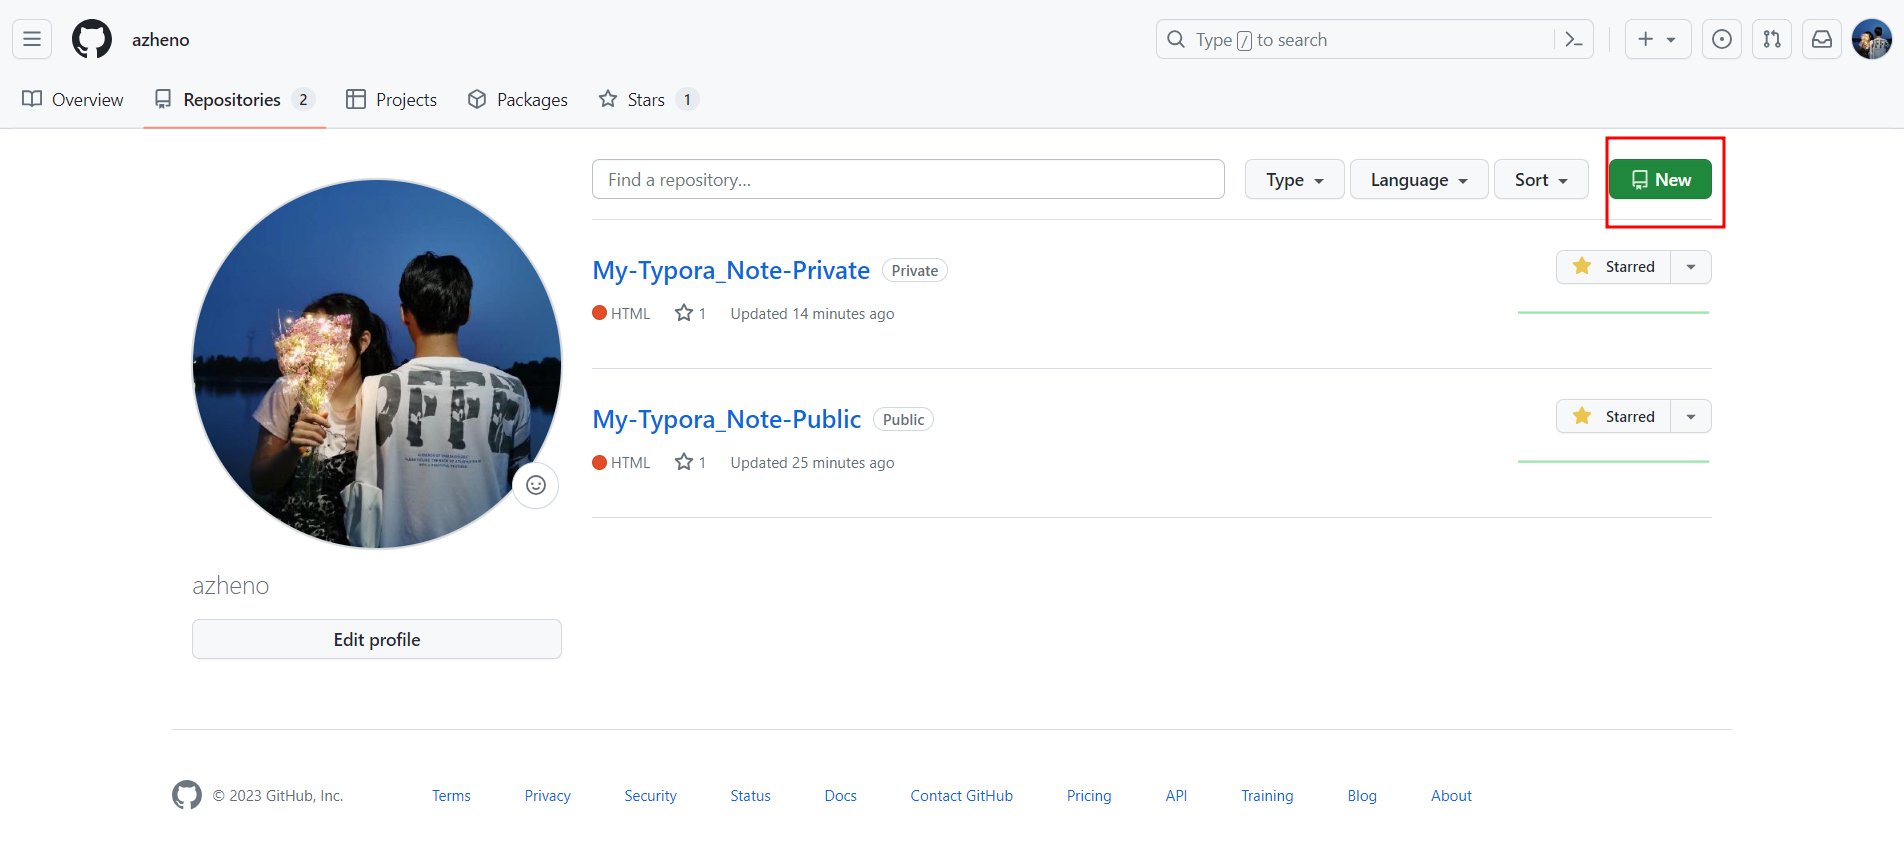 azheno
Type / to search
Overview Repositories 2 Projects Packages Stars 1
Find a repository... Type Language Sort New
My-Typora_Note-Private Private Starred
HTML 1 Updated 14 minutes ago
My-Typora_Note-Public Public Starred
HTML 1 Updated 25 minutes ago
azheno
Edit profile
© 2023 GitHub, Inc. Terms Privacy Security Status Docs Contact GitHub Pricing API Training Blog About